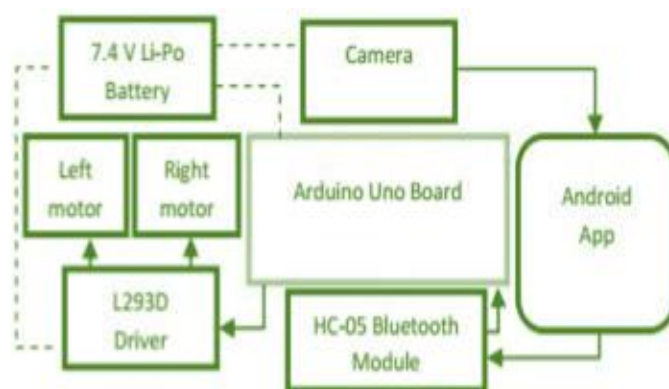 7.4 V Li-Po
Battery
Camera
Left
motor
Right
motor
Arduino Uno Board
Android
App
L293D
Driver
HC-05 Bluetooth
Module